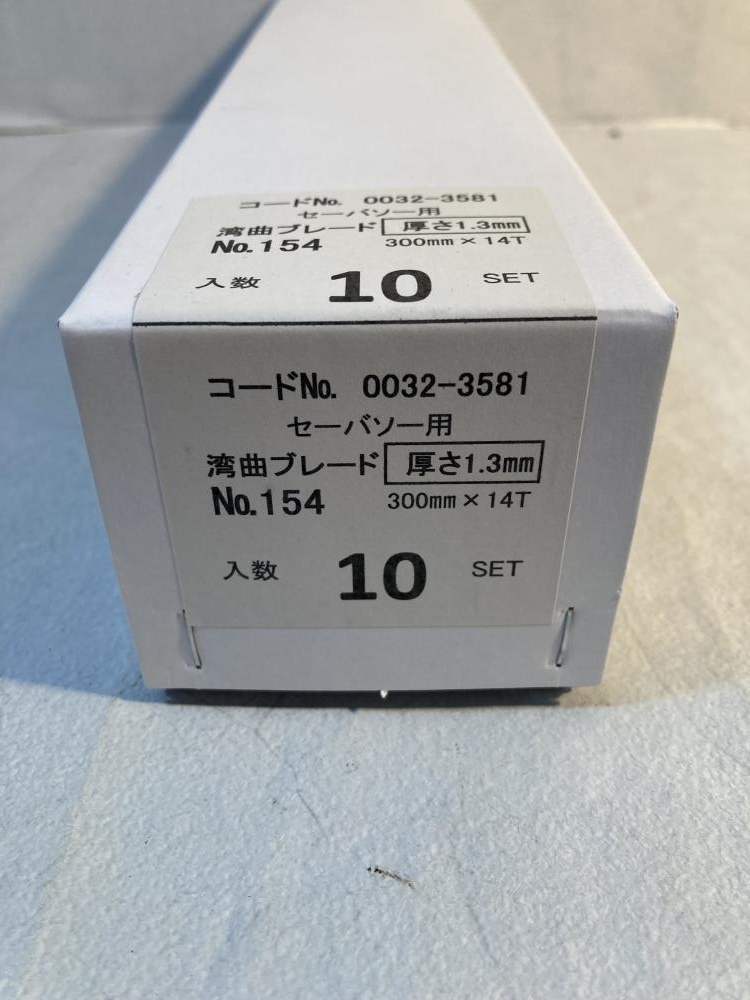 コードNo. 0032-3581
セーバソー用
湾曲ブレード 厚さ1.3mm
No.154 300mm×14T
入数 10 SET
コードNo. 0032-3581
セーバソー用
湾曲ブレード 厚さ1.3mm
No.154 300mm×14T
入数 10 SET